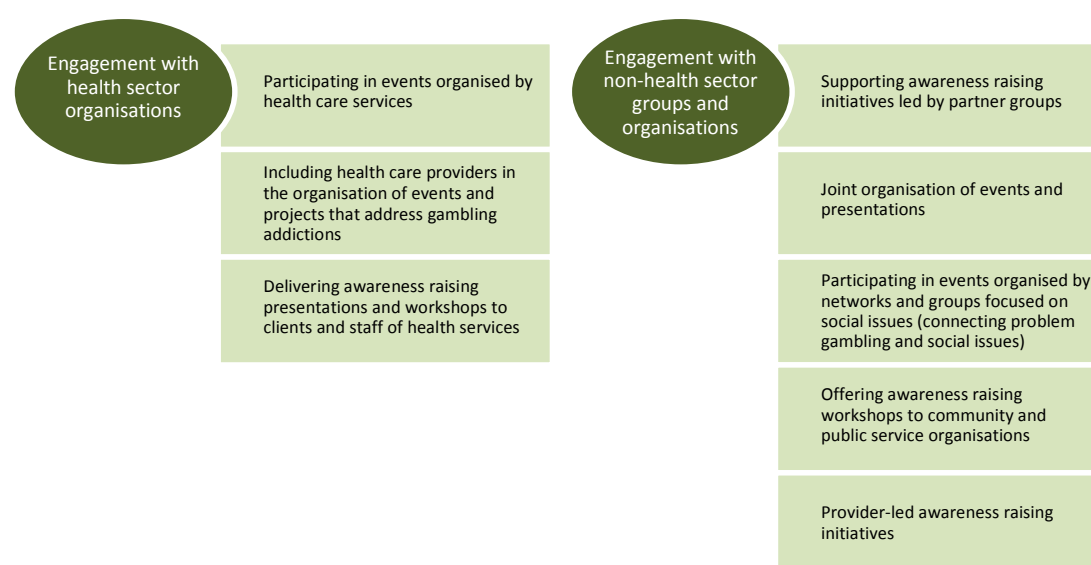 Engagement with
health sector
organisations
Participating in events organised by
health care services
Including health care providers in
the organisation of events and
projects that address gambling
addictions
Delivering awareness raising
presentations and workshops to
clients and staff of health services
Engagement with
non-health sector
groups and
organisations
Supporting awareness raising
initiatives led by partner groups
Joint organisation of events and
presentations
Participating in events organised by
networks and groups focused on
social issues (connecting problem
gambling and social issues)
Offering awareness raising
workshops to community and
public service organisations
Provider-led awareness raising
initiatives